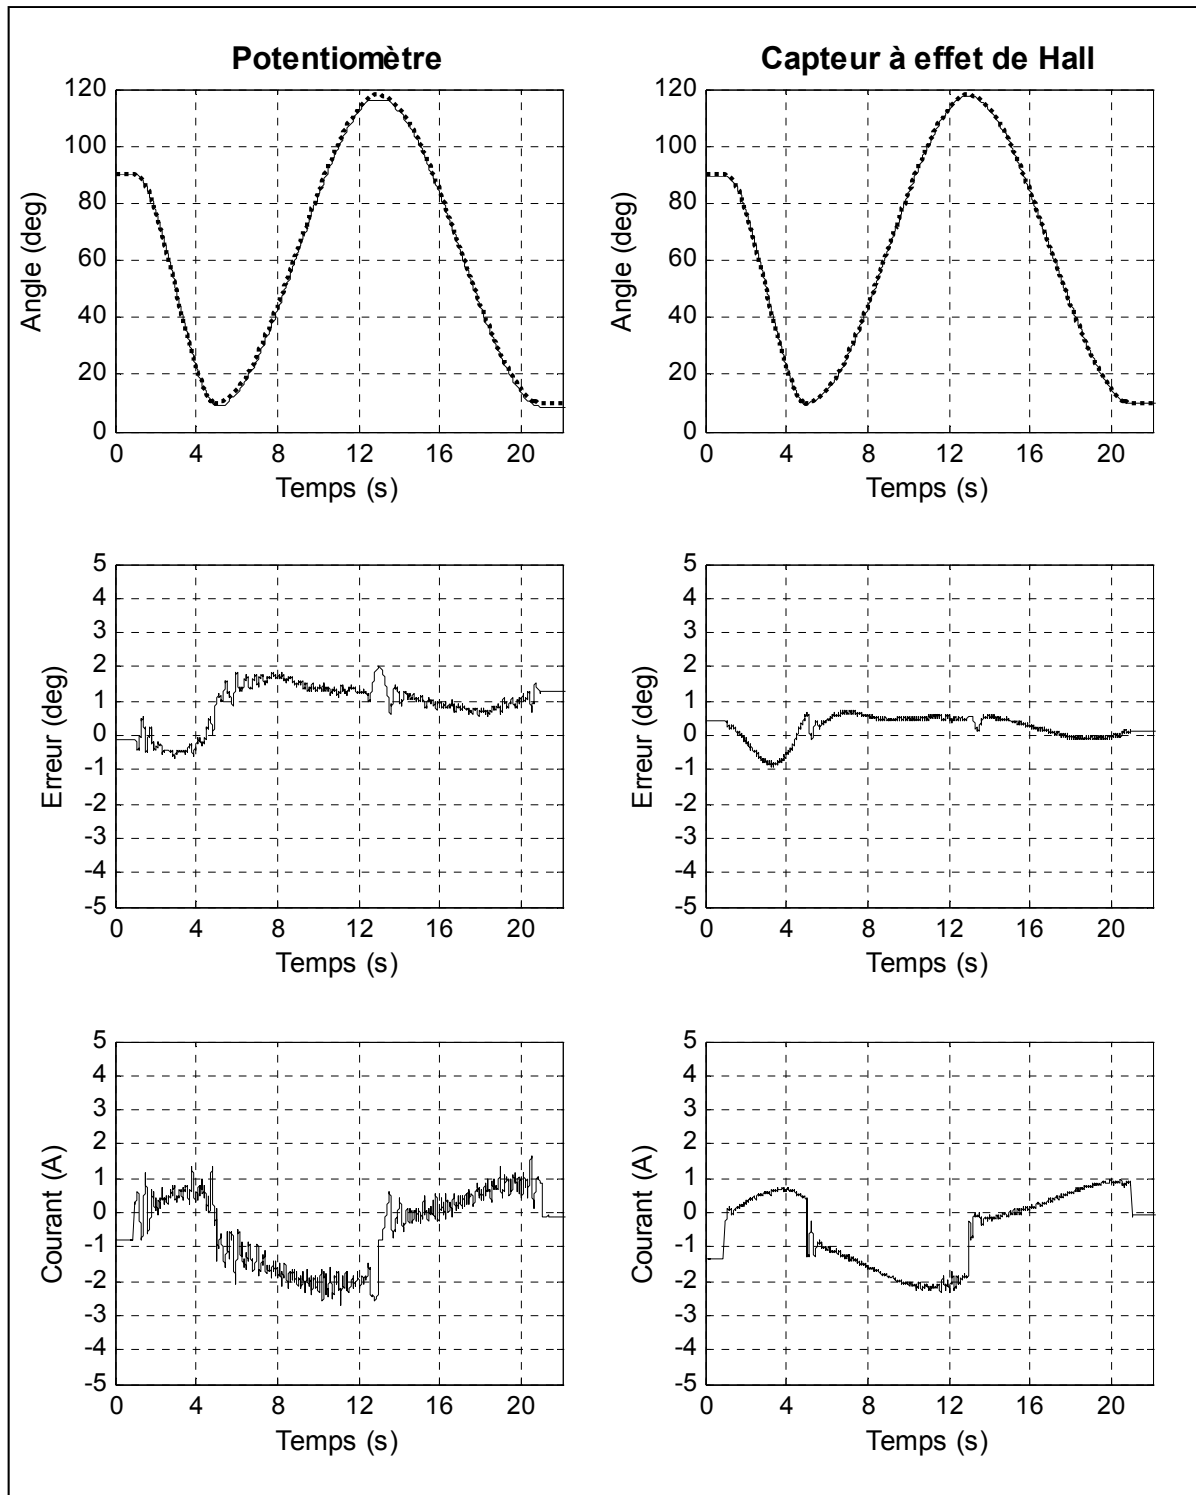 Potentiomètre
Capteur à effet de Hall
120
100
80
60
40
20
0
Angle (deg)
0 4 8 12 16 20
Temps (s)
120
100
80
60
40
20
0
Angle (deg)
0 4 8 12 16 20
Temps (s)
5
4
3
2
1
0
-1
-2
-3
-4
-5
Erreur (deg)
0 4 8 12 16 20
Temps (s)
5
4
3
2
1
0
-1
-2
-3
-4
-5
Erreur (deg)
0 4 8 12 16 20
Temps (s)
5
4
3
2
1
0
-1
-2
-3
-4
-5
Courant (A)
0 4 8 12 16 20
Temps (s)
5
4
3
2
1
0
-1
-2
-3
-4
-5
Courant (A)
0 4 8 12 16 20
Temps (s)